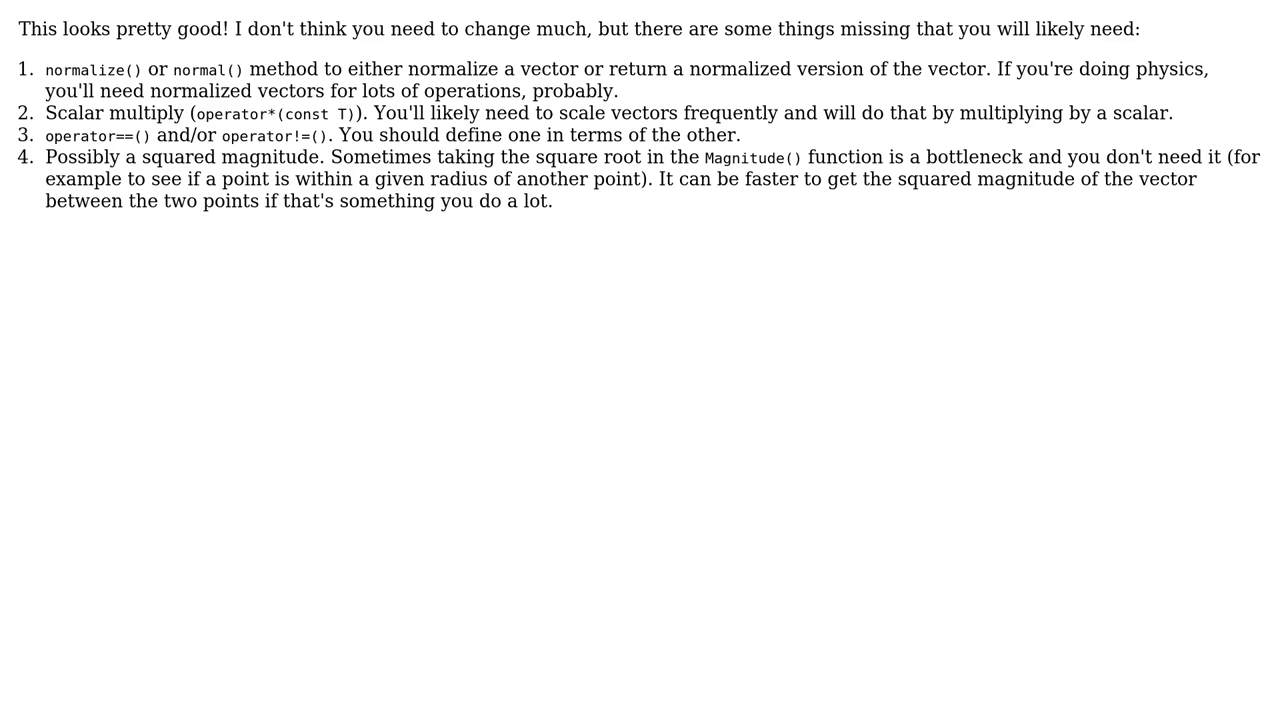 This looks pretty good! I don't think you need to change much, but there are some things missing that you will likely need:
1. normalize() or normal() method to either normalize a vector or return a normalized version of the vector. If you're doing physics,
you'll need normalized vectors for lots of operations, probably.
2. Scalar multiply (operator*(const T)). You'll likely need to scale vectors frequently and will do that by multiplying by a scalar.
3. operator==() and/or operator!=(). You should define one in terms of the other.
4. Possibly a squared magnitude. Sometimes taking the square root in the Magnitude() function is a bottleneck and you don't need it (for
example to see if a point is within a given radius of another point). It can be faster to get the squared magnitude of the vector
between the two points if that's something you do a lot.